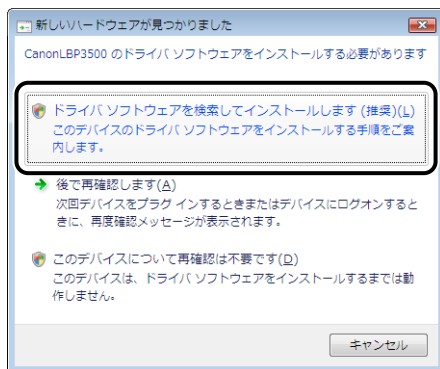 新しいハードウェアが見つかりました
CanonLBP3500 のドライバ ソフトウェアをインストールする必要があります
ドライバ ソフトウェアを検索してインストールします (推奨)(L)
このデバイスのドライバ ソフトウェアをインストールする手順をご案
内します。
後で再確認します(A)
次回デバイスをプラグ インするときまたはデバイスにログオンすると
きに、再度確認メッセージが表示されます。
このデバイスについて再確認は不要です(D)
このデバイスは、ドライバ ソフトウェアをインストールするまでは動
作しません。
キャンセル